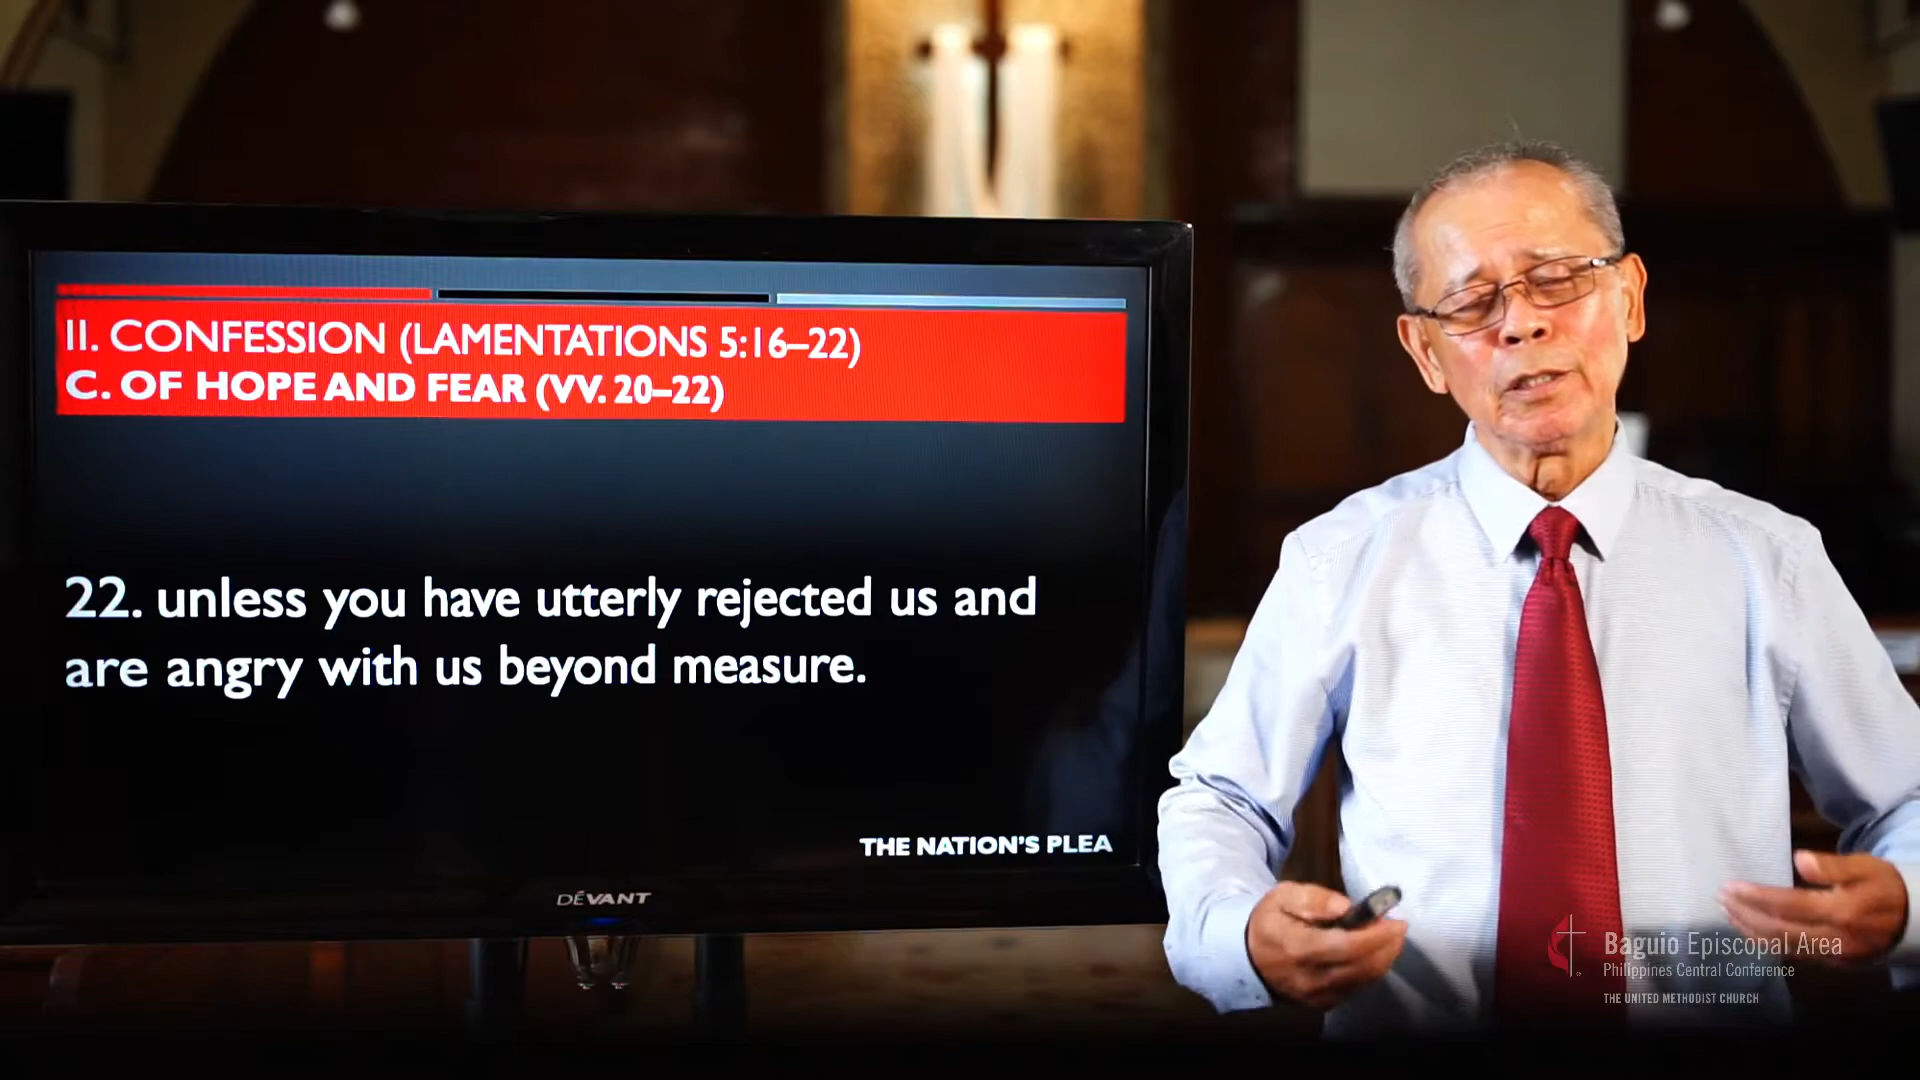 II. CONFESSION (LAMENTATIONS 5:16–22)
C. OF HOPE AND FEAR (VV. 20–22)
22. unless you have utterly rejected us and
are angry with us beyond measure.
THE NATION'S PLEA
DÉVANT
Baguio Episcopal Area
Philippines Central Conference
THE UNITED METHODIST CHURCH